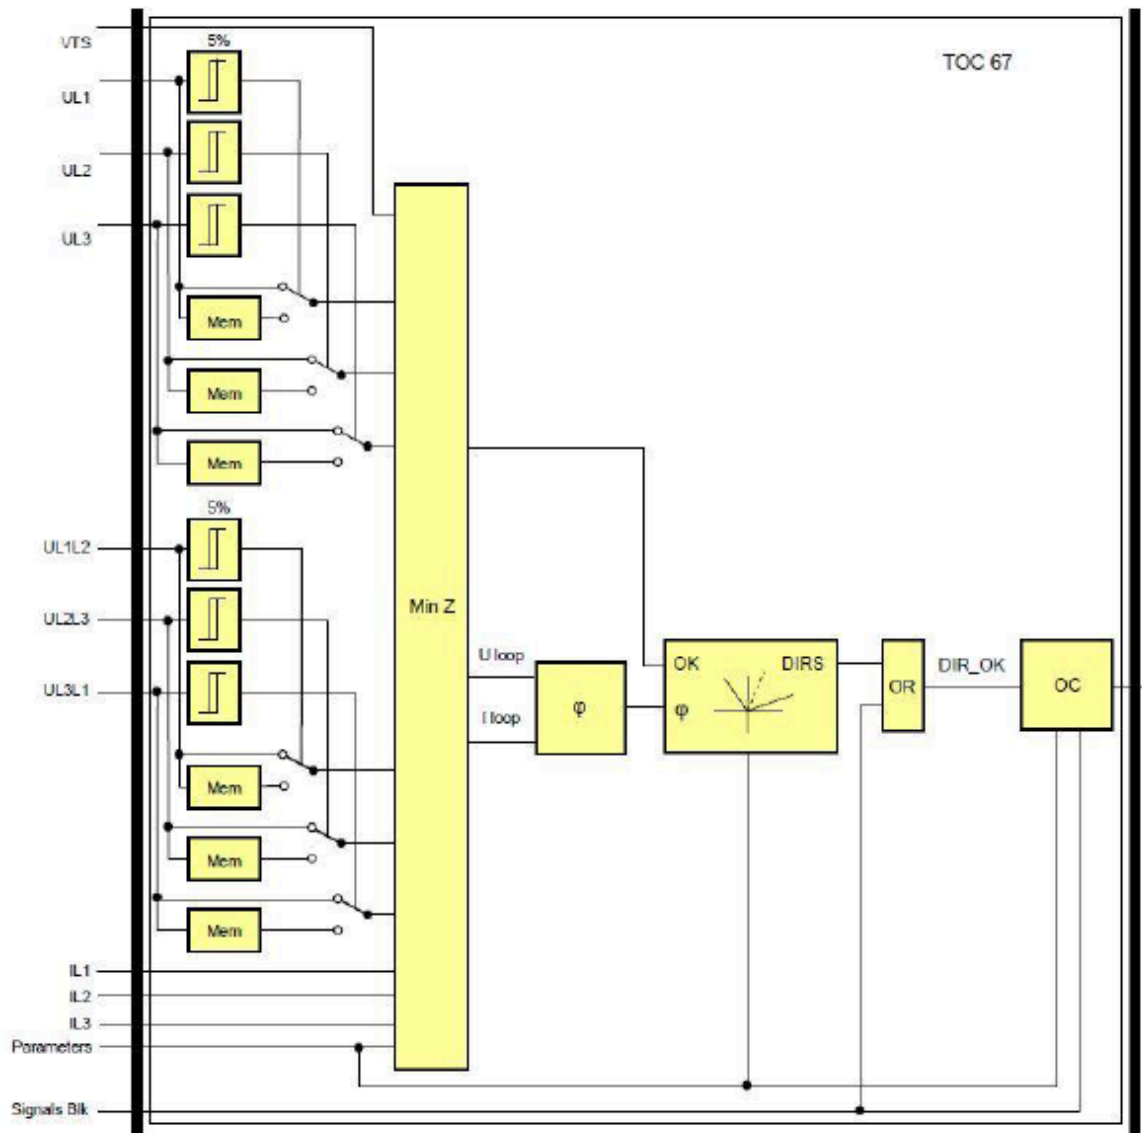 TOC 67
VTS
5%
UL1
UL2
UL3
Mem
Mem
Mem
5%
UL1L2
UL2L3
UL3L1
Min Z
U loop
I loop
φ
OK
DIRS
φ
OR
DIR_OK
OC
Mem
Mem
Mem
IL1
IL2
IL3
Parameters
Signals Blk